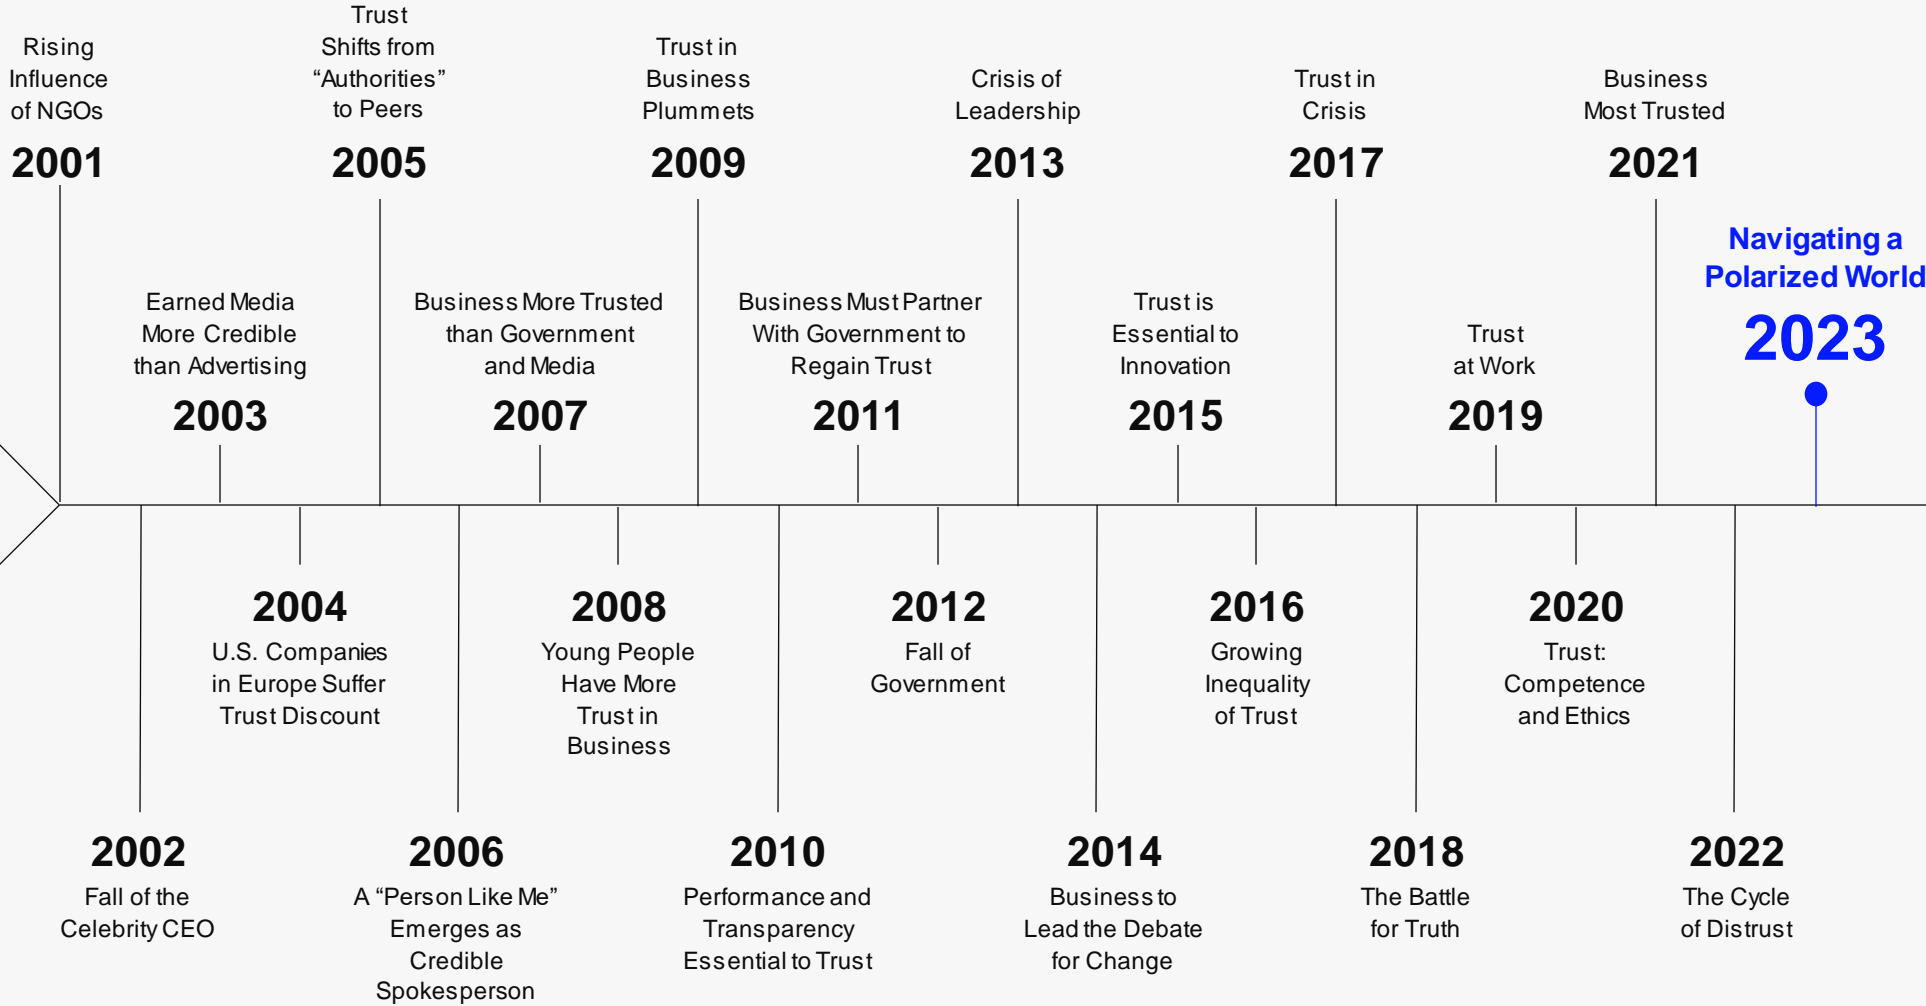 Rising
Influence
of NGOs
2001
Trust
Shifts from
“Authorities”
to Peers
2005
Trust in
Business
Plummets
2009
Crisis of
Leadership
2013
Trust in
Crisis
2017
Business
Most Trusted
2021
Navigating a
Polarized World
2023
Earned Media
More Credible
than Advertising
2003
Business More Trusted
than Government
and Media
2007
Business Must Partner
With Government to
Regain Trust
2011
Trust is
Essential to
Innovation
2015
Trust
at Work
2019
2004
U.S. Companies
in Europe Suffer
Trust Discount
2008
Young People
Have More
Trust in
Business
2012
Fall of
Government
2016
Growing
Inequality
of Trust
2020
Trust:
Competence
and Ethics
2002
Fall of the
Celebrity CEO
2006
A “Person Like Me”
Emerges as
Credible
Spokesperson
2010
Performance and
Transparency
Essential to Trust
2014
Business to
Lead the Debate
for Change
2018
The Battle
for Truth
2022
The Cycle
of Distrust